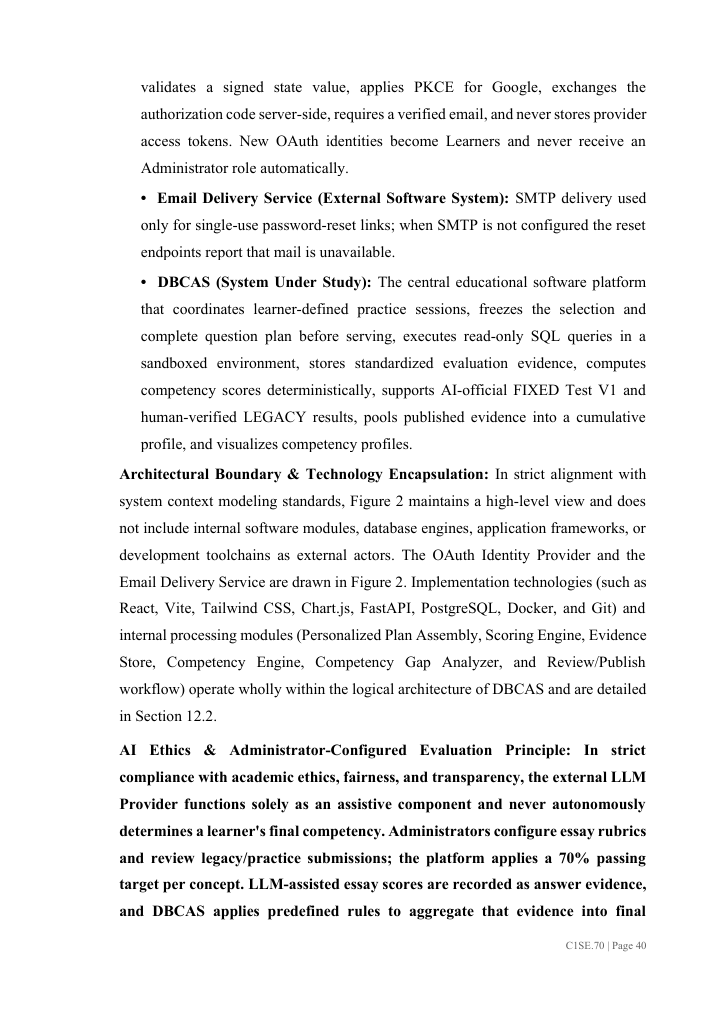 validates a signed state value, applies PKCE for Google, exchanges the
authorization code server-side, requires a verified email, and never stores provider
access tokens. New OAuth identities become Learners and never receive an
Administrator role automatically.
• Email Delivery Service (External Software System): SMTP delivery used
only for single-use password-reset links; when SMTP is not configured the reset
endpoints report that mail is unavailable.
• DBCAS (System Under Study): The central educational software platform
that coordinates learner-defined practice sessions, freezes the selection and
complete question plan before serving, executes read-only SQL queries in a
sandboxed environment, stores standardized evaluation evidence, computes
competency scores deterministically, supports AI-official FIXED Test V1 and
human-verified LEGACY results, pools published evidence into a cumulative
profile, and visualizes competency profiles.
Architectural Boundary & Technology Encapsulation: In strict alignment with
system context modeling standards, Figure 2 maintains a high-level view and does
not include internal software modules, database engines, application frameworks, or
development toolchains as external actors. The OAuth Identity Provider and the
Email Delivery Service are drawn in Figure 2. Implementation technologies (such as
React, Vite, Tailwind CSS, Chart.js, FastAPI, PostgreSQL, Docker, and Git) and
internal processing modules (Personalized Plan Assembly, Scoring Engine, Evidence
Store, Competency Engine, Competency Gap Analyzer, and Review/Publish
workflow) operate wholly within the logical architecture of DBCAS and are detailed
in Section 12.2.
AI Ethics & Administrator-Configured Evaluation Principle: In strict
compliance with academic ethics, fairness, and transparency, the external LLM
Provider functions solely as an assistive component and never autonomously
determines a learner's final competency. Administrators configure essay rubrics
and review legacy/practice submissions; the platform applies a 70% passing
target per concept. LLM-assisted essay scores are recorded as answer evidence,
and DBCAS applies predefined rules to aggregate that evidence into final
C1SE.70 | Page 40